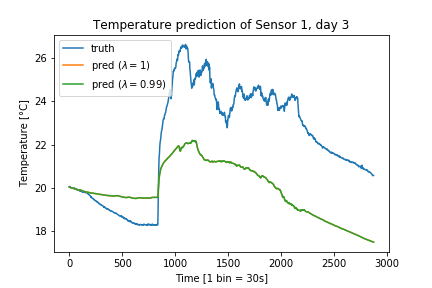 Temperature prediction of Sensor 1, day 3
truth
pred (λ = 1)
pred (λ = 0.99)
Temperature [°C]
26
24
22
20
18
0 500 1000 1500 2000 2500 3000
Time [1 bin = 30s]